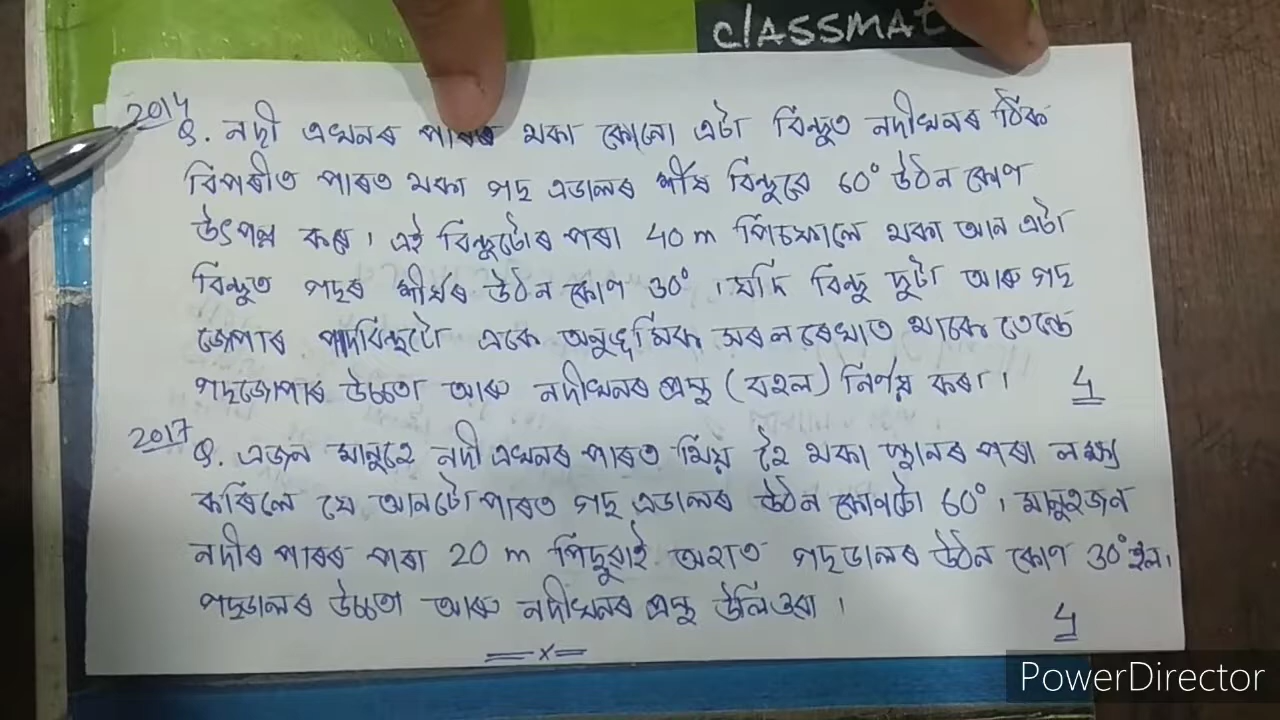 classmat
2014
Q. নদী এখনৰ পাৰৰ থকা কোনো এটা বিন্দুত নদীখনৰ ঠিক
বিপৰীত পাৰত থকা গছ এডালৰ শীৰ্ষ বিন্দুৱে 60° উঠন কোণ
উৎপন্ন কৰে। এই বিন্দুটোৰ পৰা 40 m পিচফালে থকা আন এটা
বিন্দুত গছৰ শীৰ্ষৰ উঠন কোণ 30°। যদি বিন্দু দুটা আৰু গছ
জোপাৰ পাদবিন্দুটো একে অনুভূমিক সৰলৰেখাত থাকে তেন্তে
গছজোপাৰ উচ্চতা আৰু নদীখনৰ প্ৰস্থ (বহল) নিৰ্ণয় কৰা। 4
2017
Q. এজন মানুহে নদী এখনৰ পাৰত থিয় হৈ থকা স্থানৰ পৰা লক্ষ্য
কৰিলে যে আনটো পাৰত গছ এডালৰ উঠন কোণটো 60°। মানুহজন
নদীৰ পাৰৰ পৰা 20 m পিছুৱাই অহাত গছডালৰ উঠন কোণ 30° হ'ল।
গছডালৰ উচ্চতা আৰু নদীখনৰ প্ৰস্থ উলিওৱা। 4
==x==
PowerDirector